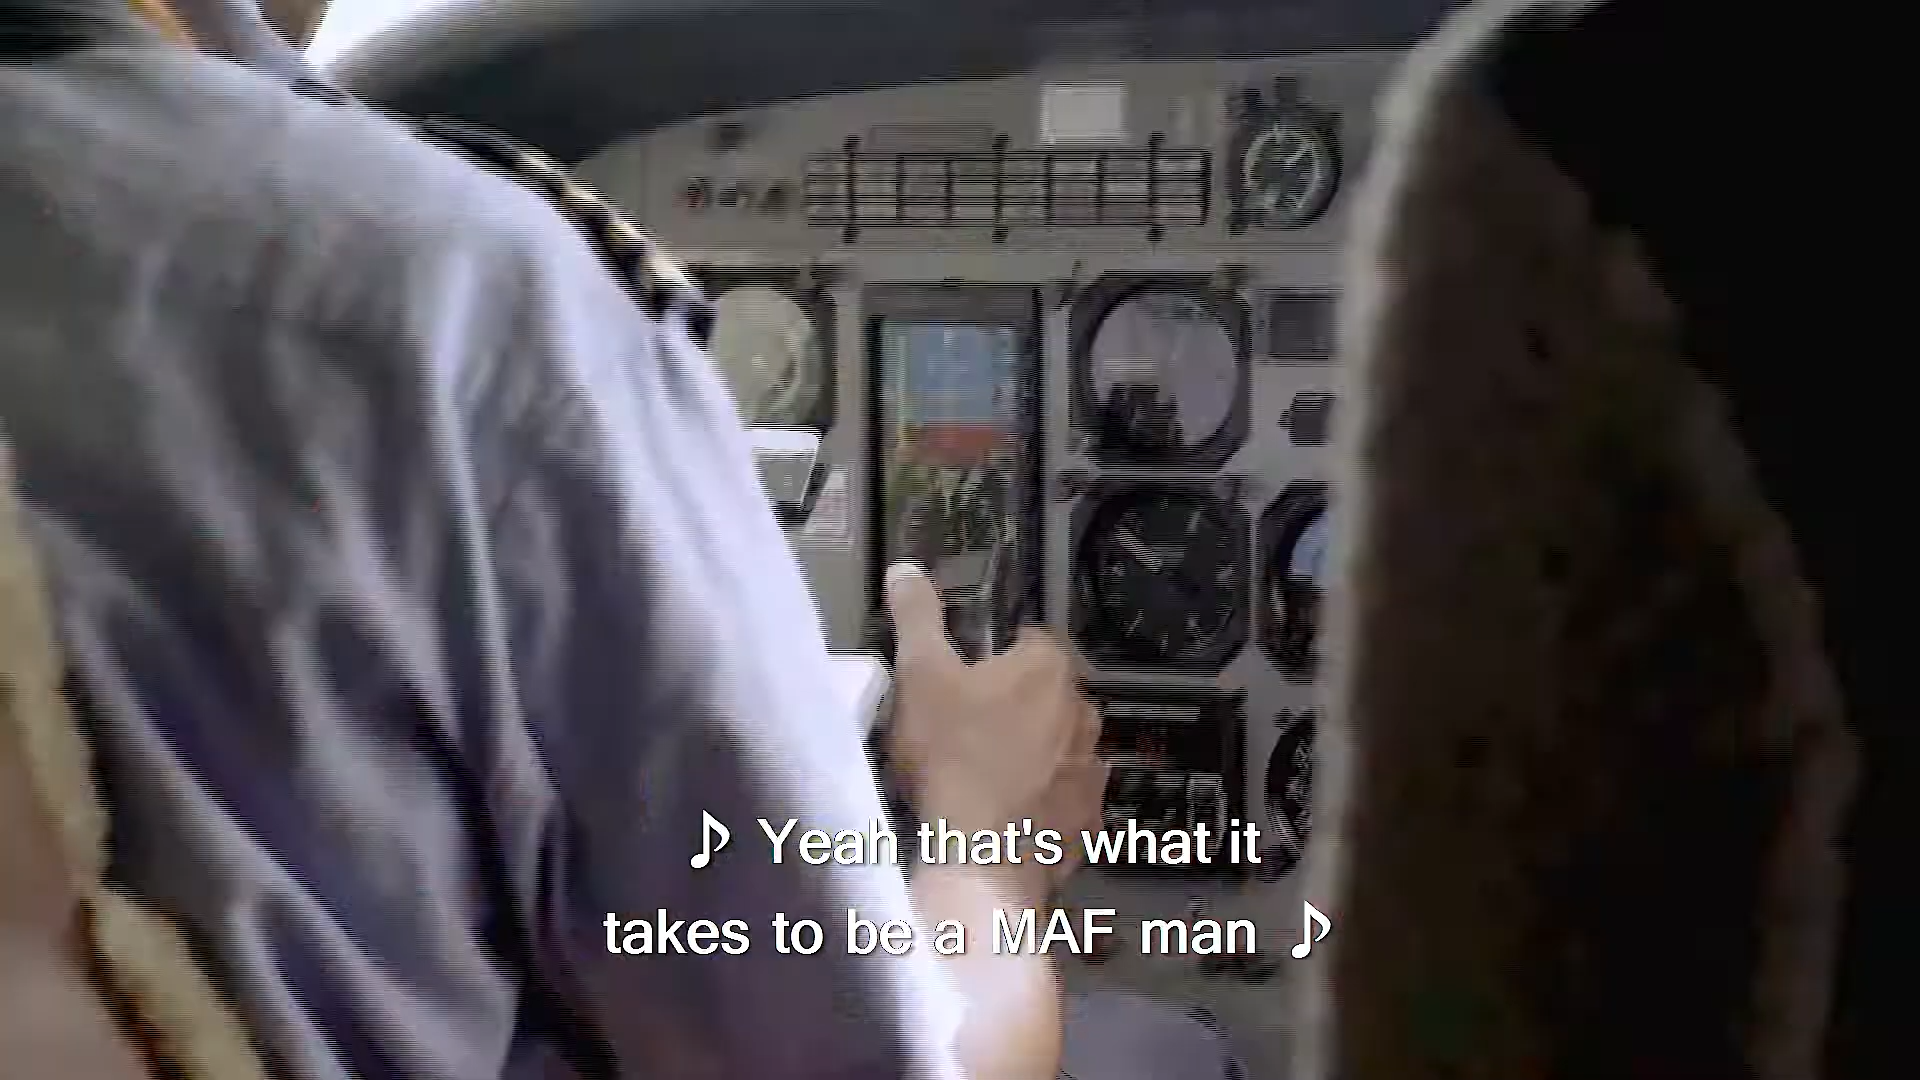 ♪ Yeah that's what it
takes to be a MAF man ♪